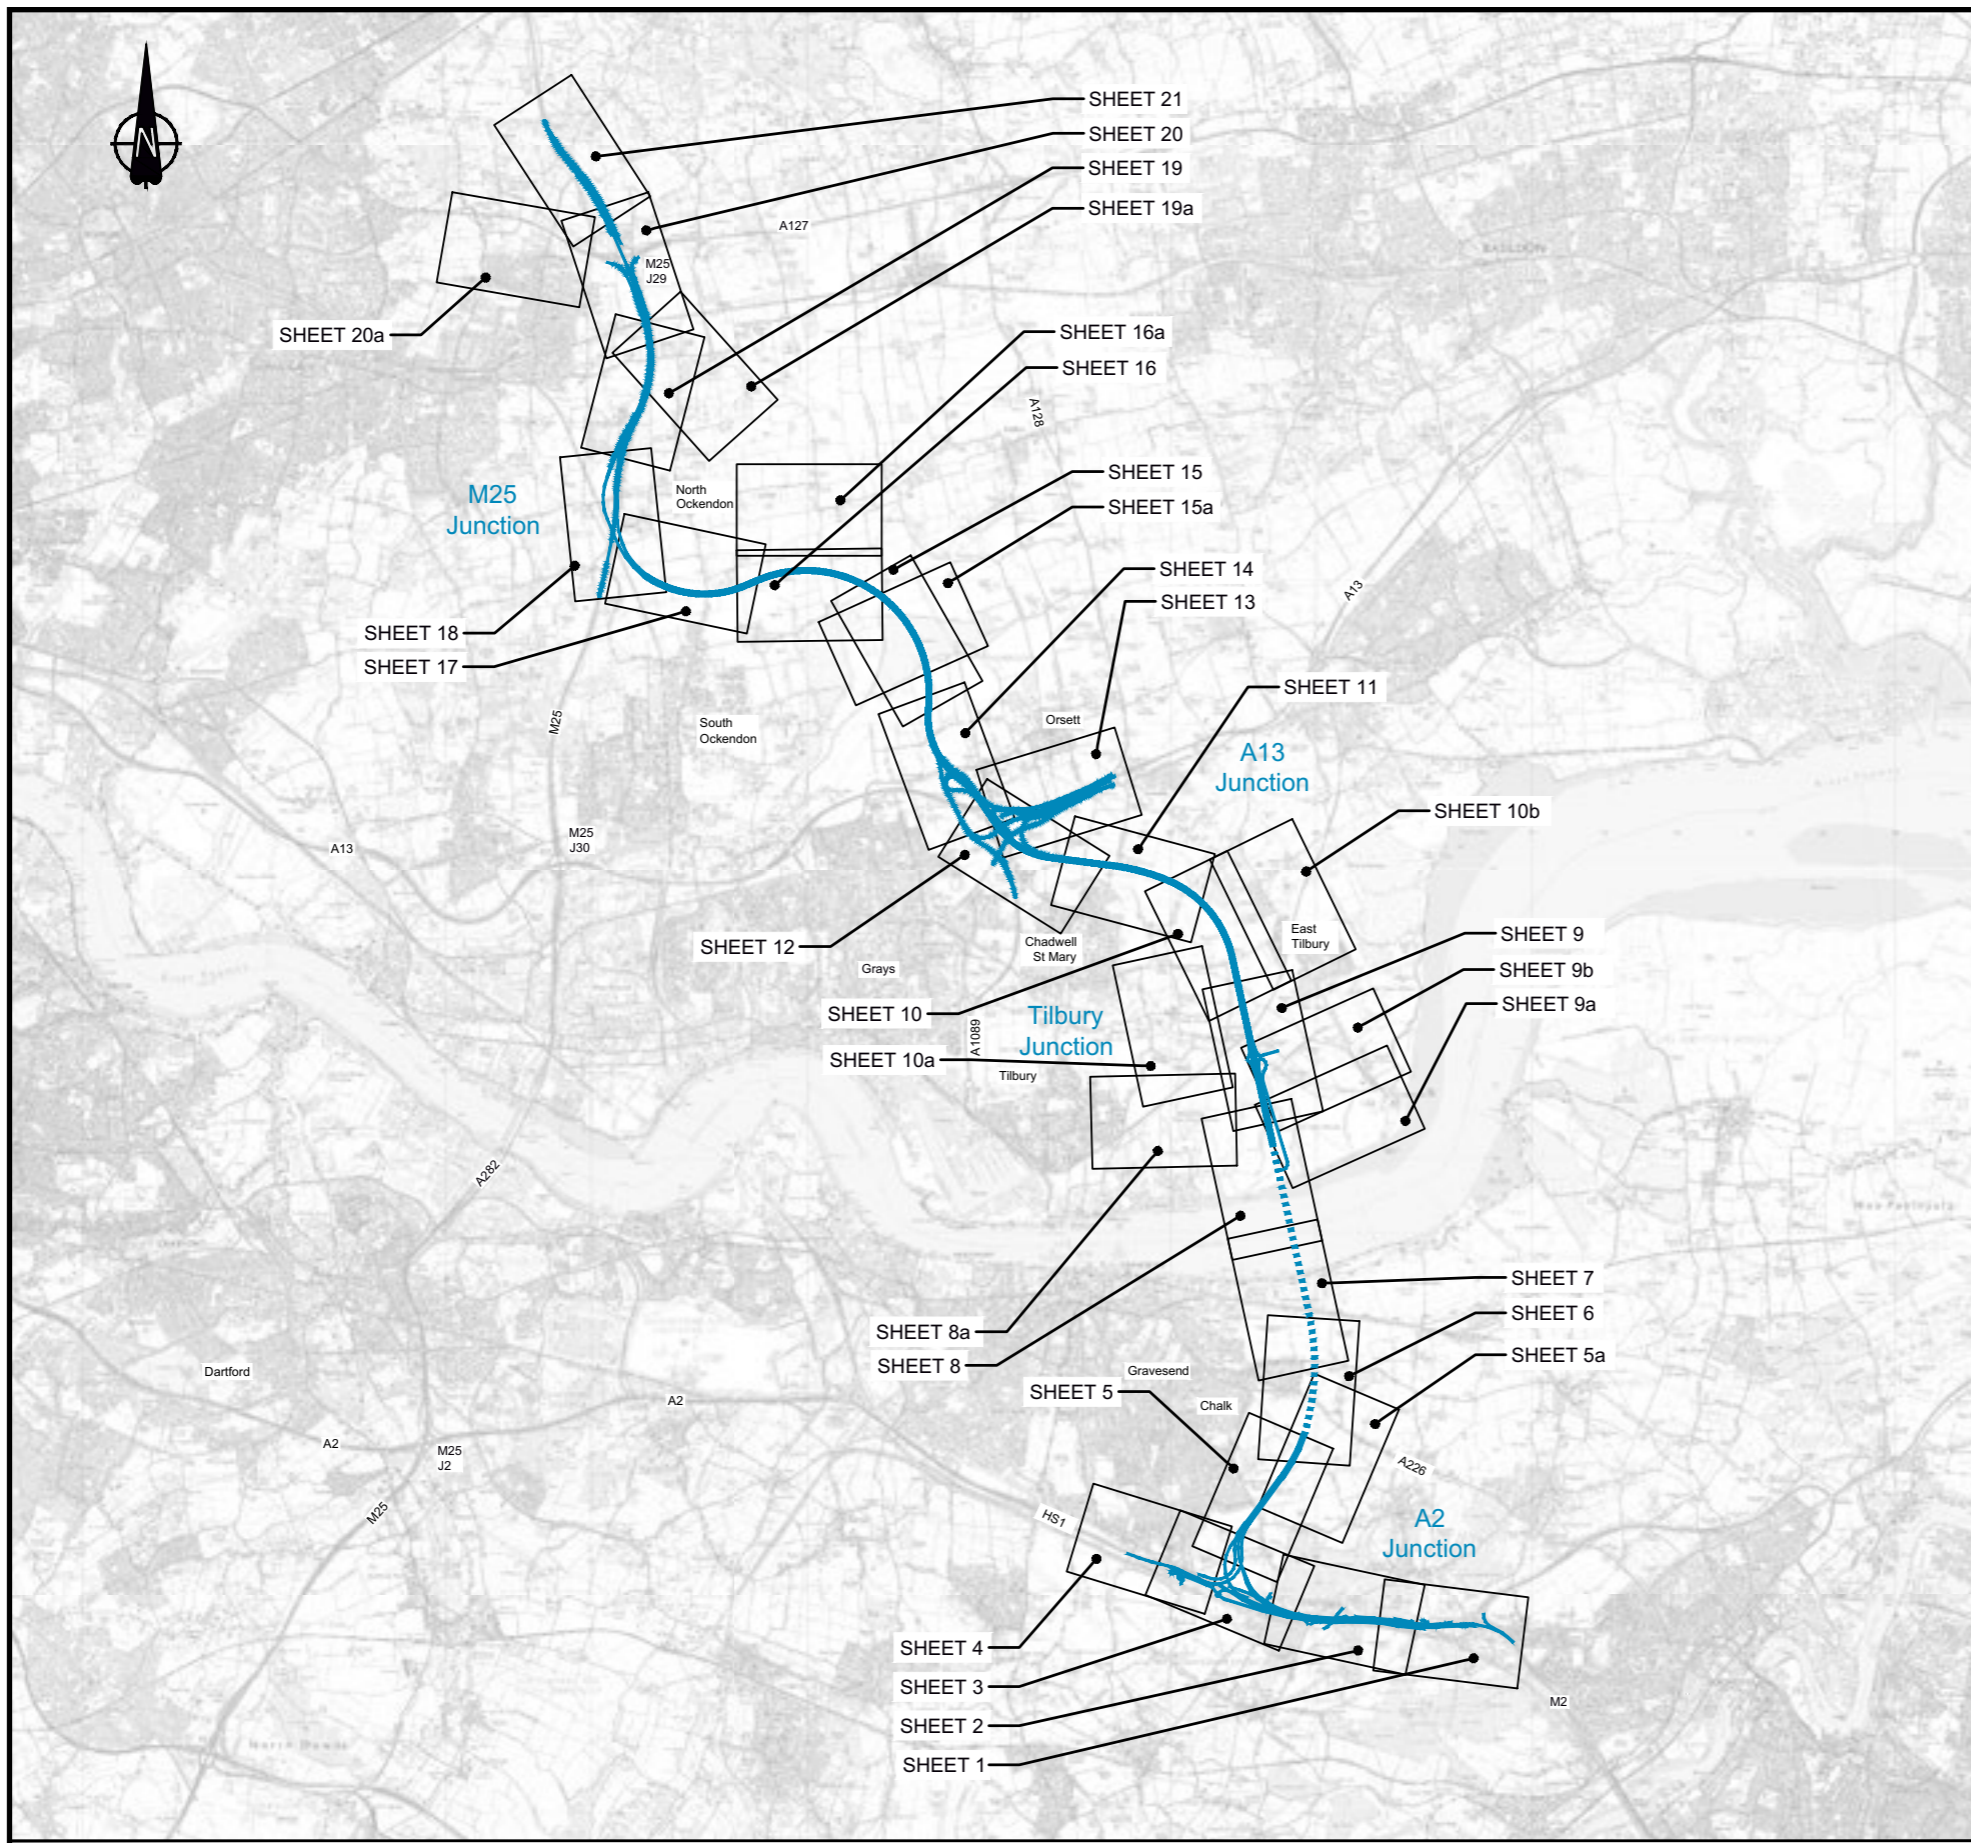 N
SHEET 21
SHEET 20
SHEET 19
SHEET 19a
A127
M25
J29
SHEET 20a
SHEET 16a
SHEET 16
A128
SHEET 15
SHEET 15a
M25
Junction
North
Ockendon
SHEET 14
SHEET 13
A13
SHEET 18
SHEET 17
SHEET 11
M25
South
Ockendon
Orsett
A13
Junction
SHEET 10b
M25
J30
A13
East
Tilbury
SHEET 9
SHEET 9b
SHEET 9a
SHEET 12
Chadwell
St Mary
Grays
SHEET 10
A1089
Tilbury
Junction
SHEET 10a
Tilbury
A282
SHEET 7
SHEET 6
SHEET 5a
SHEET 8a
SHEET 8
Dartford
Gravesend
SHEET 5
Chalk
A2
A2
M25
J2
A226
M25
HS1
A2
Junction
SHEET 4
SHEET 3
SHEET 2
SHEET 1
M2